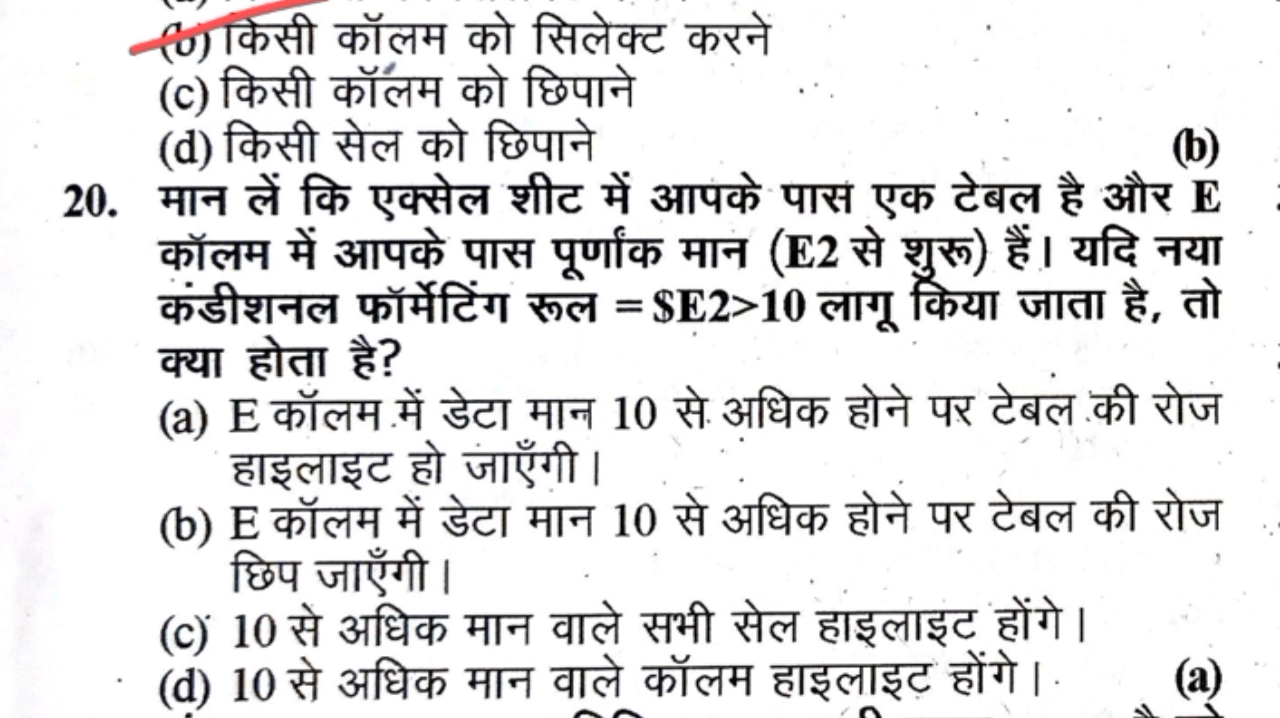 (b) किसी कॉलम को सिलेक्ट करने
(c) किसी कॉलम को छिपाने
(d) किसी सेल को छिपाने (b)
20. मान लें कि एक्सेल शीट में आपके पास एक टेबल है और E
कॉलम में आपके पास पूर्णांक मान (E2 से शुरू) हैं। यदि नया
कंडीशनल फॉर्मेटिंग रूल = $E2>10 लागू किया जाता है, तो
क्या होता है?
(a) E कॉलम में डेटा मान 10 से अधिक होने पर टेबल की रोज
हाइलाइट हो जाएँगी।
(b) E कॉलम में डेटा मान 10 से अधिक होने पर टेबल की रोज
छिप जाएँगी।
(c) 10 से अधिक मान वाले सभी सेल हाइलाइट होंगे।
(d) 10 से अधिक मान वाले कॉलम हाइलाइट होंगे। (a)